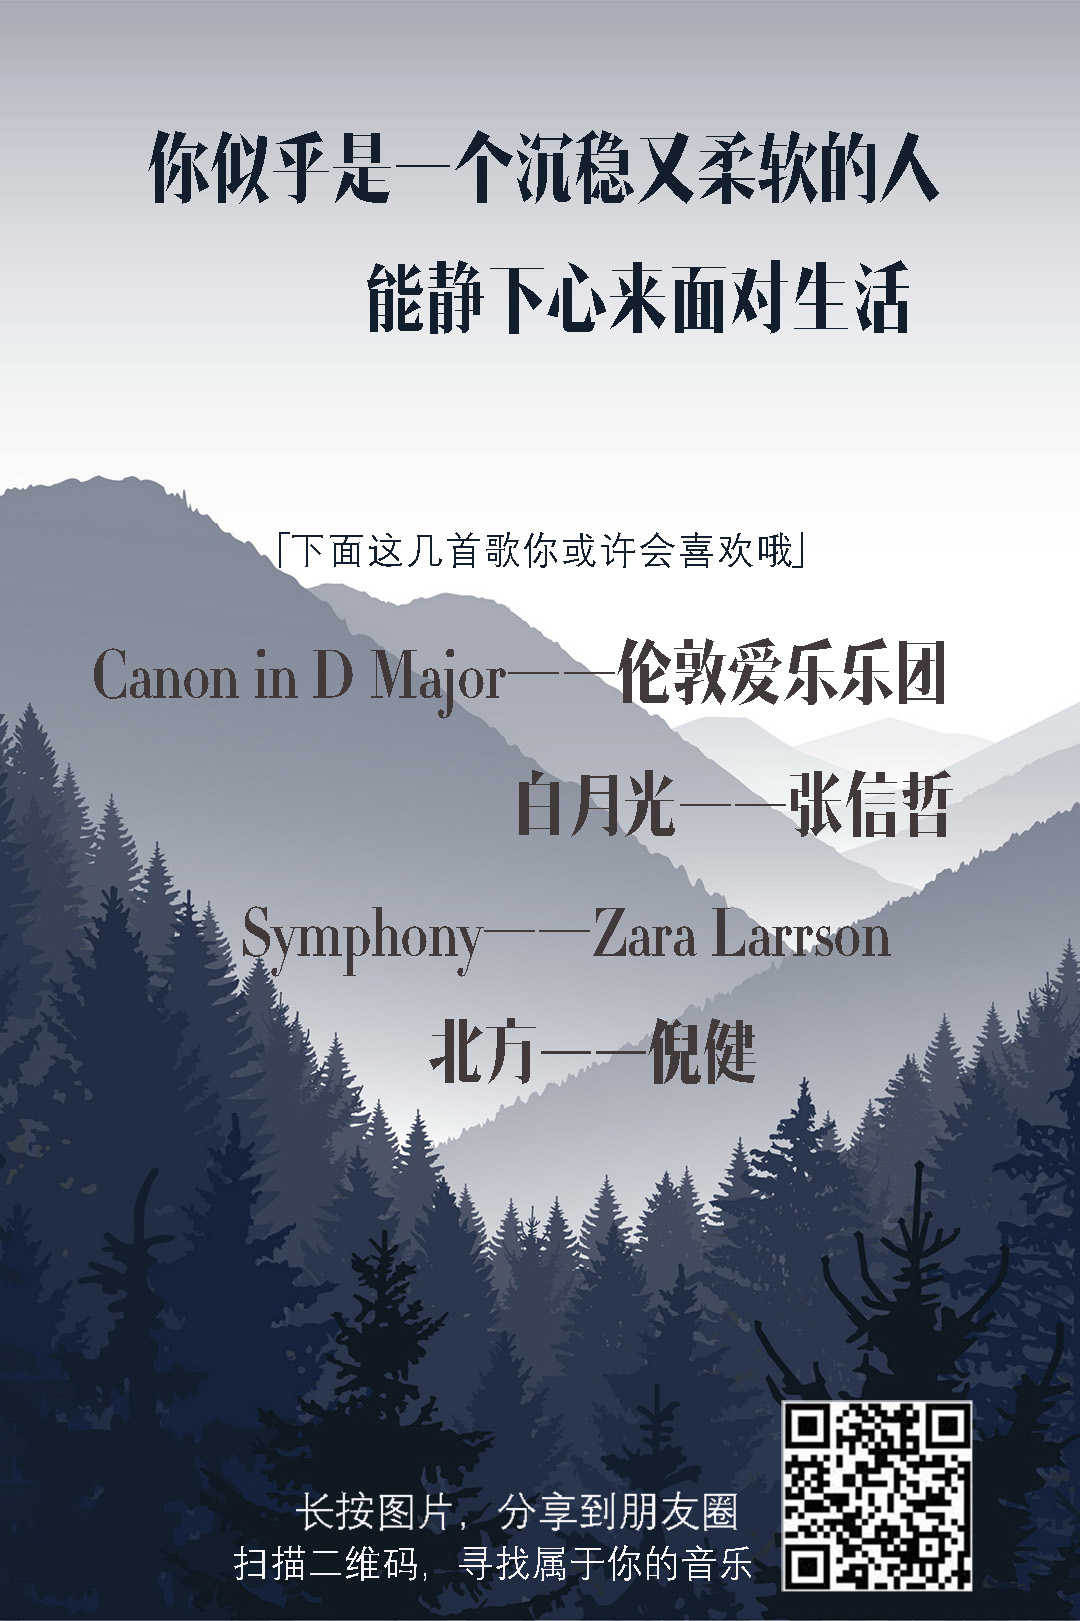 你似乎是一个沉稳又柔软的人
能静下心来面对生活
「下面这几首歌你或许会喜欢哦」
Canon in D Major——伦敦爱乐乐团
白月光——张信哲
Symphony——Zara Larrson
北方——倪健
长按图片，分享到朋友圈
扫描二维码，寻找属于你的音乐